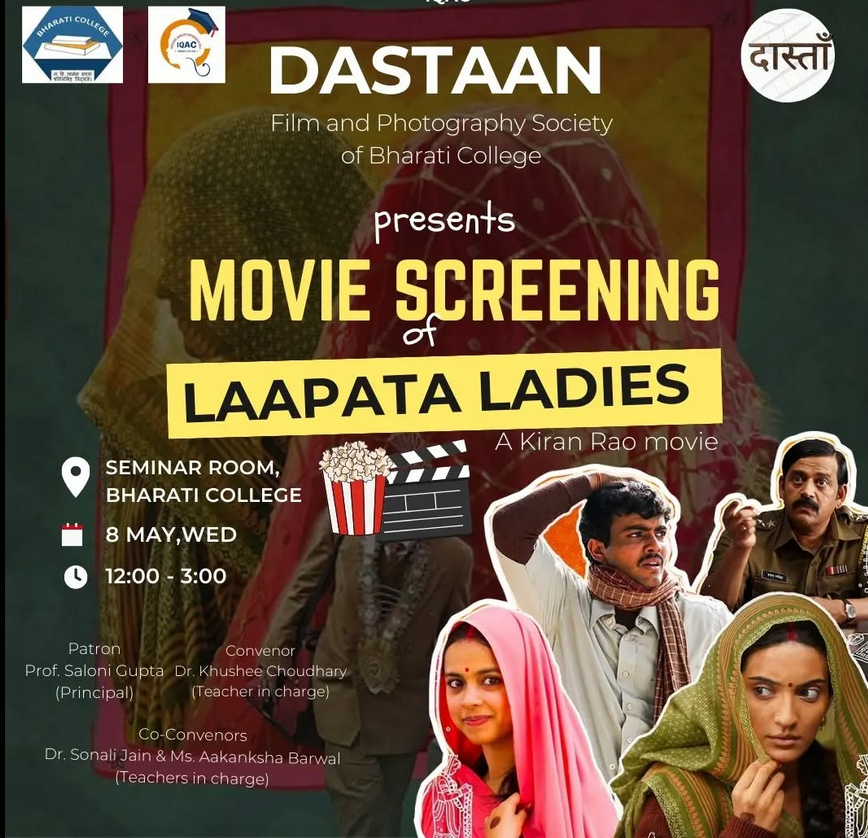 BHARATI COLLEGE
IQAC
DASTAAN
दास्ताँ
Film and Photography Society
of Bharati College
presents
MOVIE SCREENING
of
LAAPATA LADIES
A Kiran Rao movie
SEMINAR ROOM,
BHARATI COLLEGE
8 MAY,WED
12:00 - 3:00
Patron
Prof. Saloni Gupta
(Principal)
Convenor
Dr. Khushee Choudhary
(Teacher in charge)
Co-Convenors
Dr. Sonali Jain & Ms. Aakanksha Barwal
(Teachers in charge)